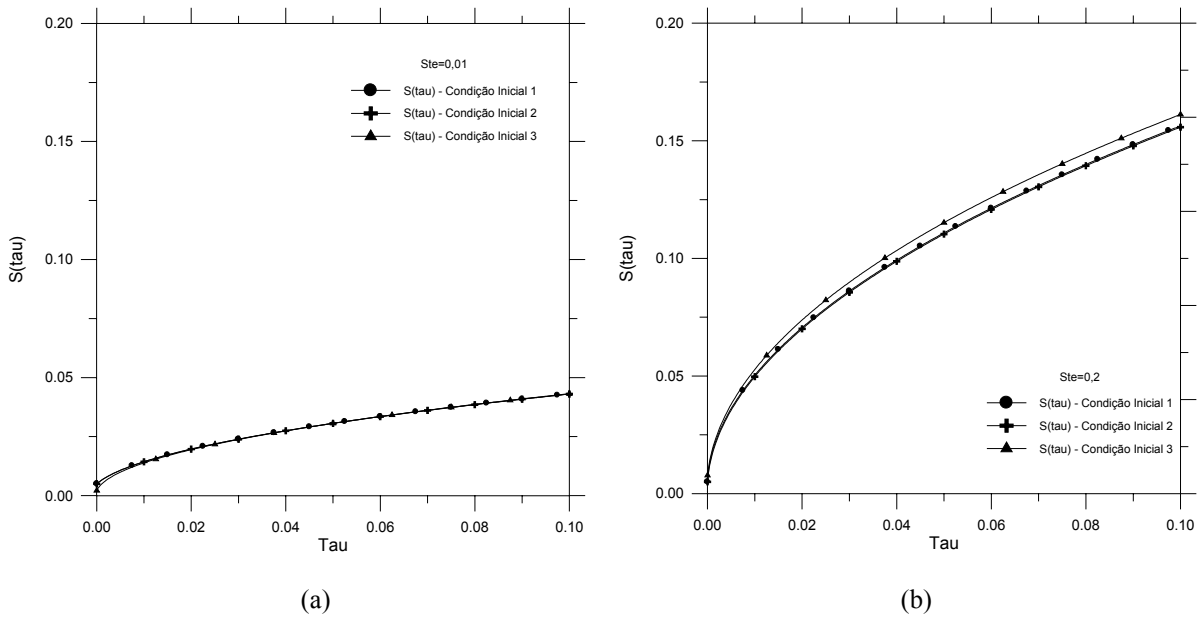 0.20
0.15
0.10
0.05
0.00
S(tau)
Ste=0,01
S(tau) - Condição Inicial 1
S(tau) - Condição Inicial 2
S(tau) - Condição Inicial 3
0.00 0.02 0.04 0.06 0.08 0.10
Tau
(a)
0.20
0.15
0.10
0.05
0.00
S(tau)
Ste=0,2
S(tau) - Condição Inicial 1
S(tau) - Condição Inicial 2
S(tau) - Condição Inicial 3
0.00 0.02 0.04 0.06 0.08 0.10
Tau
(b)